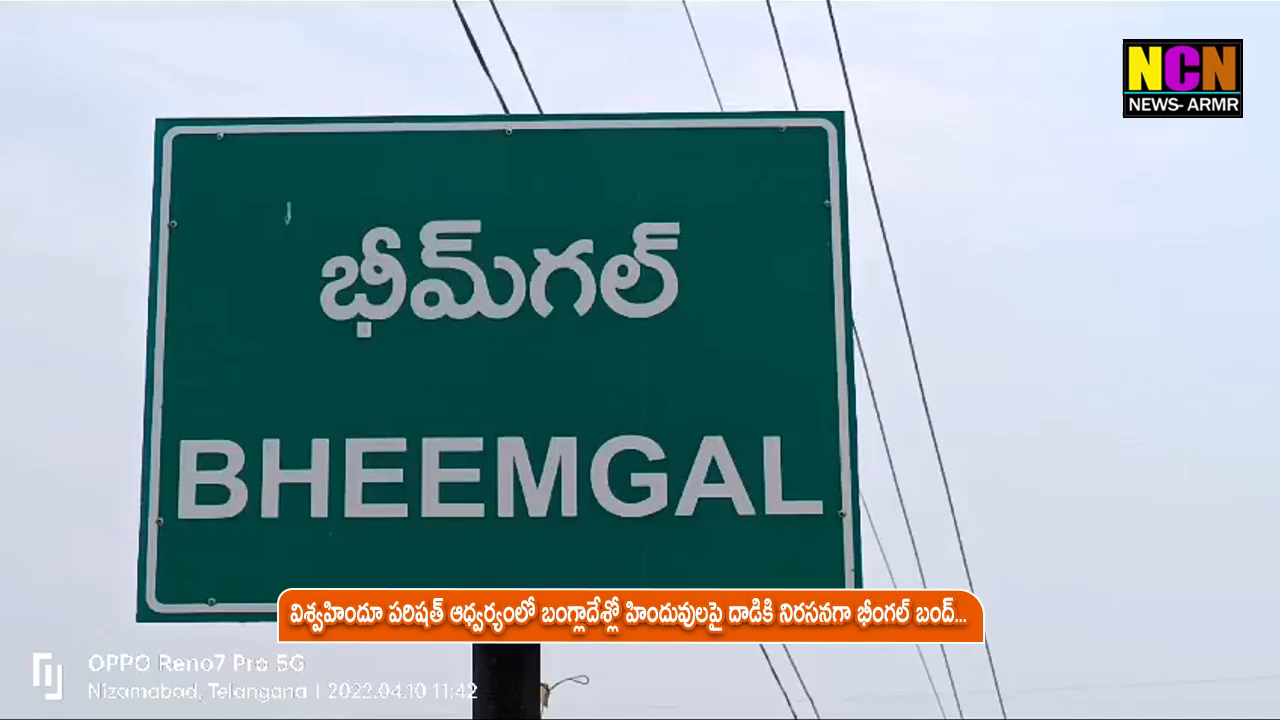 NCN
NEWS- ARMR
భీమ్‌గల్
BHEEMGAL
విశ్వహిందూ పరిషత్ ఆధ్వర్యంలో బంగ్లాదేశ్లో హిందువులపై దాడికి నిరసనగా భీంగల్ బంద్...
OPPO Reno7 Pro 5G
Nizamabad, Telangana | 2022.04.10 11:42